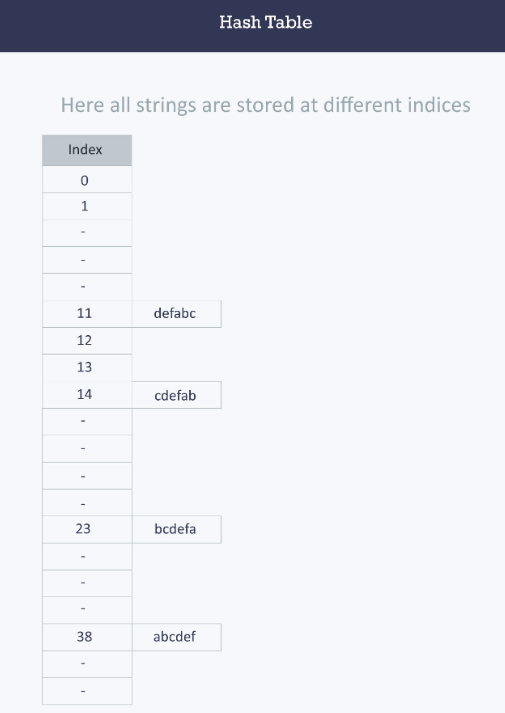 Hash Table
Here all strings are stored at different indices
Index
0
1
-
-
-
11 defabc
12
13
14 cdefab
-
-
-
-
23 bcdefa
-
-
-
38 abcdef
-
-